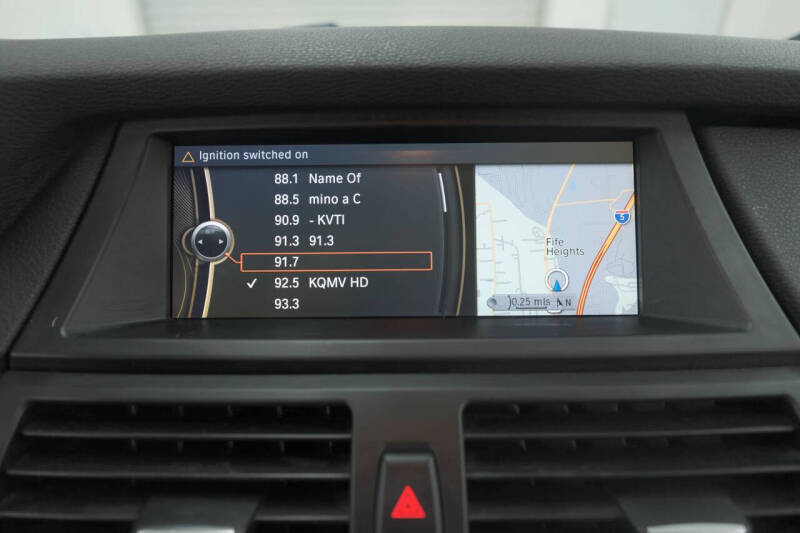 Ignition switched on
88.1 Name Of
88.5 mino a C
90.9 - KVTI
91.3 91.3
91.7
✓ 92.5 KQMV HD
93.3
5
Fife
Heights
0.25 mls N